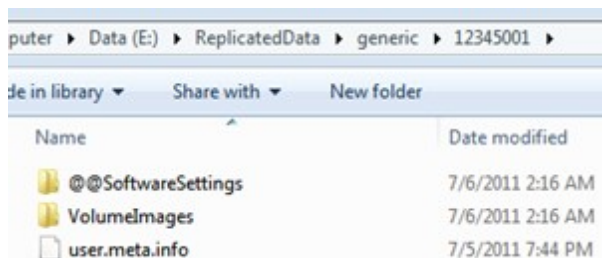 puter ▸ Data (E:) ▸ ReplicatedData ▸ generic ▸ 12345001 ▸
de in library ▾ Share with ▾ New folder
Name Date modified
@@SoftwareSettings 7/6/2011 2:16 AM
VolumeImages 7/6/2011 2:16 AM
user.meta.info 7/5/2011 7:44 PM